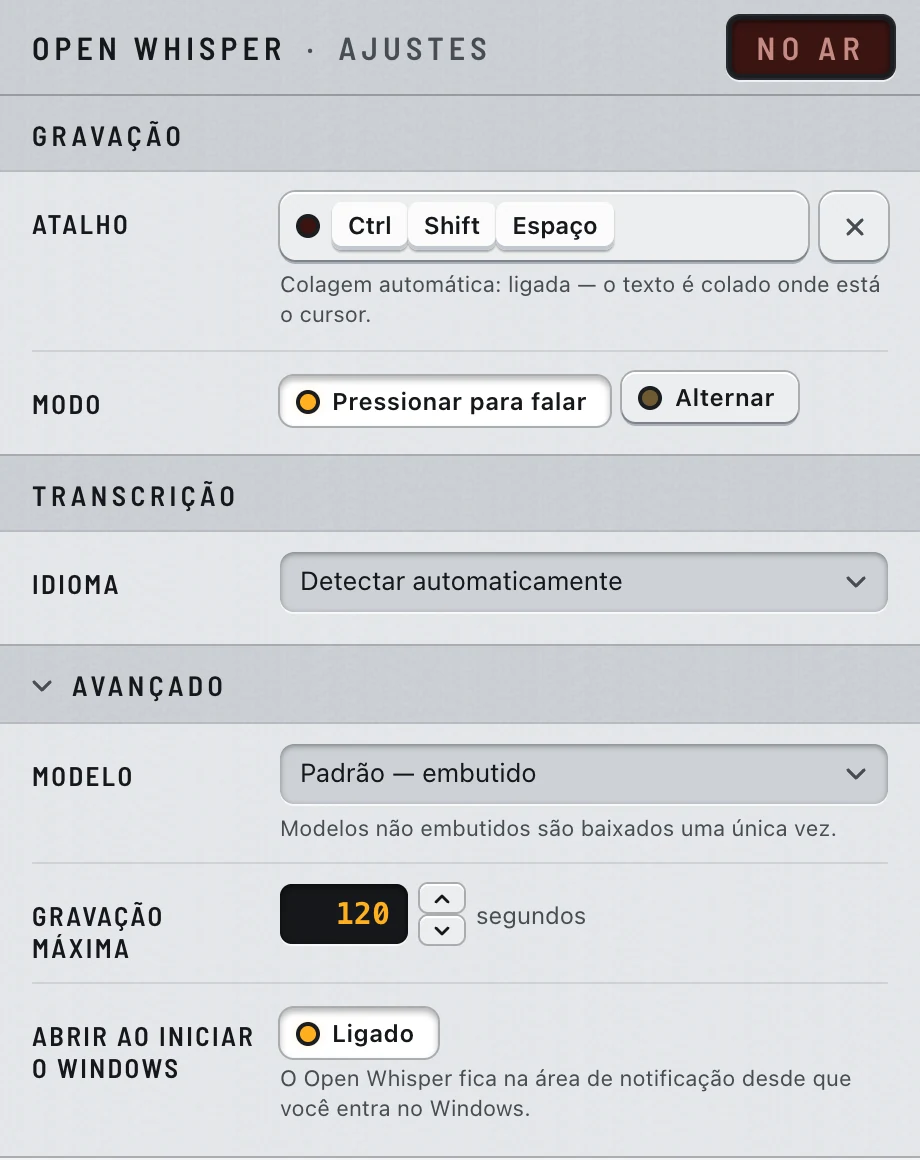 OPEN WHISPER · AJUSTES
NO AR
GRAVAÇÃO
ATALHO
Ctrl Shift Espaço
Colagem automática: ligada — o texto é colado onde está
o cursor.
MODO
Pressionar para falar
Alternar
TRANSCRIÇÃO
IDIOMA
Detectar automaticamente
AVANÇADO
MODELO
Padrão — embutido
Modelos não embutidos são baixados uma única vez.
GRAVAÇÃO
MÁXIMA
120 segundos
ABRIR AO INICIAR
O WINDOWS
Ligado
O Open Whisper fica na área de notificação desde que
você entra no Windows.